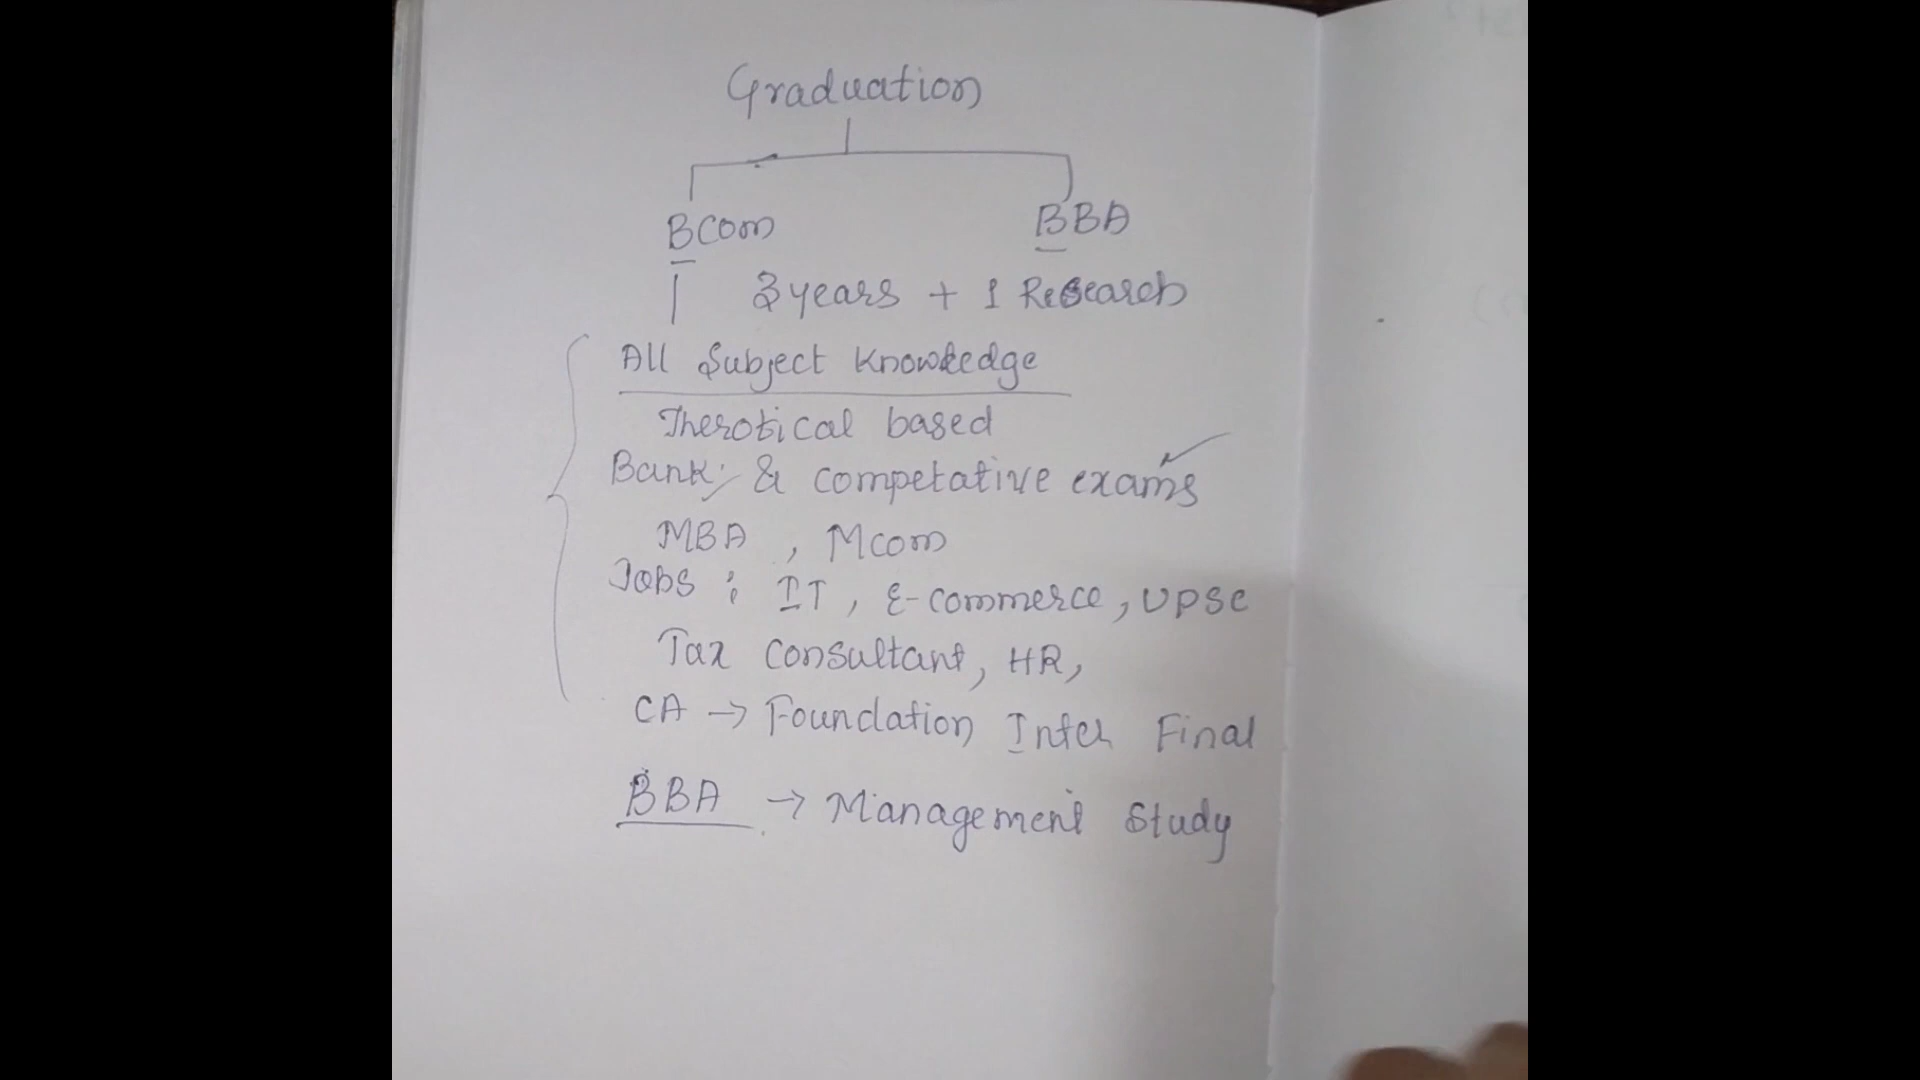 Graduation
Bcom BBA
3 years + 1 Research
All Subject Knowledge
Therotical based
Bank & competative exams
MBA , Mcom
Jobs : IT, E-commerce, UPSC
Tax Consultant, HR,
CA → Foundation Inter Final
BBA → Management Study